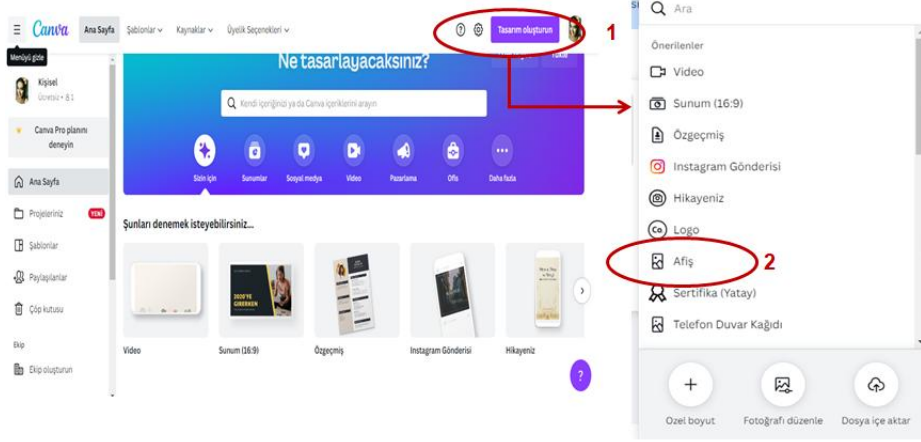 Canva
Ana Sayfa
Şablonlar
Kaynaklar
Üyelik Seçenekleri
Tasarım oluşturun
1
Menüyü gizle
Kişisel
Ücretsiz • 1
Canva Pro planını
deneyin
Ana Sayfa
Projeleriniz
YENİ
Şablonlar
Paylaşılanlar
Çöp kutusu
Ekip
Ekip oluşturun
Ne tasarlayacaksınız?
Kendi içeriğinizi ya da Canva içeriklerini arayın
Sizin için
Sunumlar
Sosyal medya
Video
Pazarlama
Ofis
Daha fazla
Şunları denemek isteyebilirsiniz...
2020'YE
GİRERKEN
Video
Sunum (16:9)
Özgeçmiş
Instagram Gönderisi
Hikayeniz
?
Ara
Önerilenler
Video
Sunum (16:9)
Özgeçmiş
Instagram Gönderisi
Hikayeniz
Co.
Logo
Afiş
2
Sertifika (Yatay)
Telefon Duvar Kağıdı
Özel boyut
Fotoğrafı düzenle
Dosya içe aktar